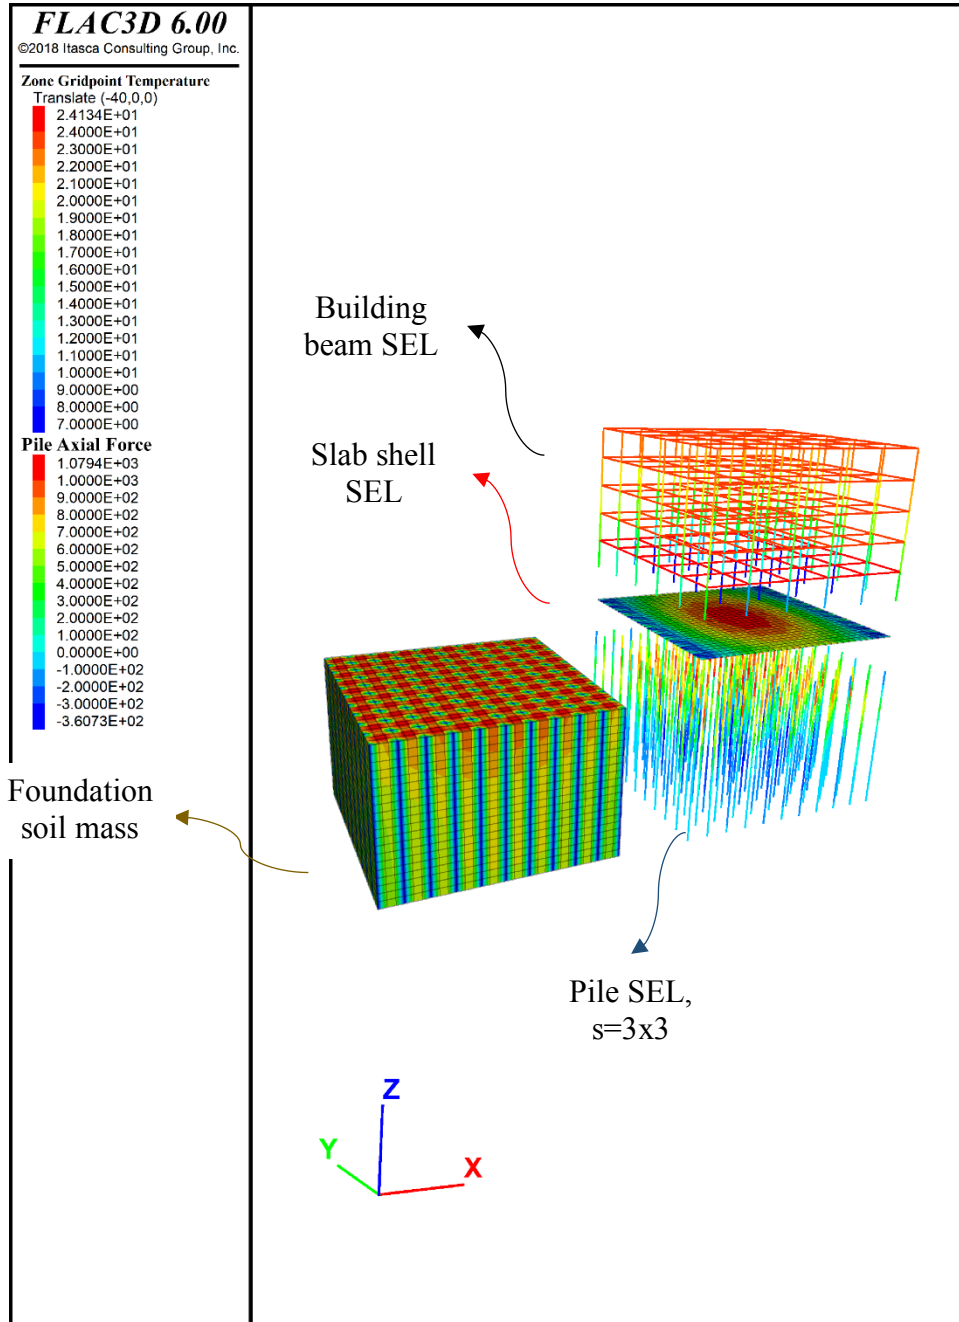 FLAC3D 6.00
©2018 Itasca Consulting Group, Inc.
Zone Gridpoint Temperature
Translate (-40,0,0)
2.4134E+01
2.4000E+01
2.3000E+01
2.2000E+01
2.1000E+01
2.0000E+01
1.9000E+01
1.8000E+01
1.7000E+01
1.6000E+01
1.5000E+01
1.4000E+01
1.3000E+01
1.2000E+01
1.1000E+01
1.0000E+01
9.0000E+00
8.0000E+00
7.0000E+00
Pile Axial Force
1.0794E+03
1.0000E+03
9.0000E+02
8.0000E+02
7.0000E+02
6.0000E+02
5.0000E+02
4.0000E+02
3.0000E+02
2.0000E+02
1.0000E+02
0.0000E+00
-1.0000E+02
-2.0000E+02
-3.0000E+02
-3.6073E+02
Building
beam SEL
Slab shell
SEL
Foundation
soil mass
Pile SEL,
s=3x3
Z
Y
X